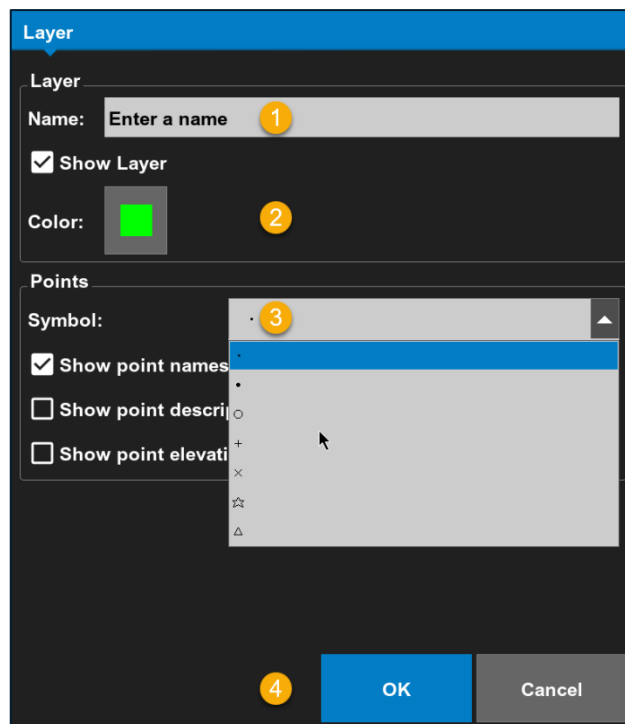 Layer
Layer
Name: Enter a name 1
Show Layer
Color: 2
Points
Symbol: 3
Show point names
Show point descrip
Show point elevati
4 OK Cancel